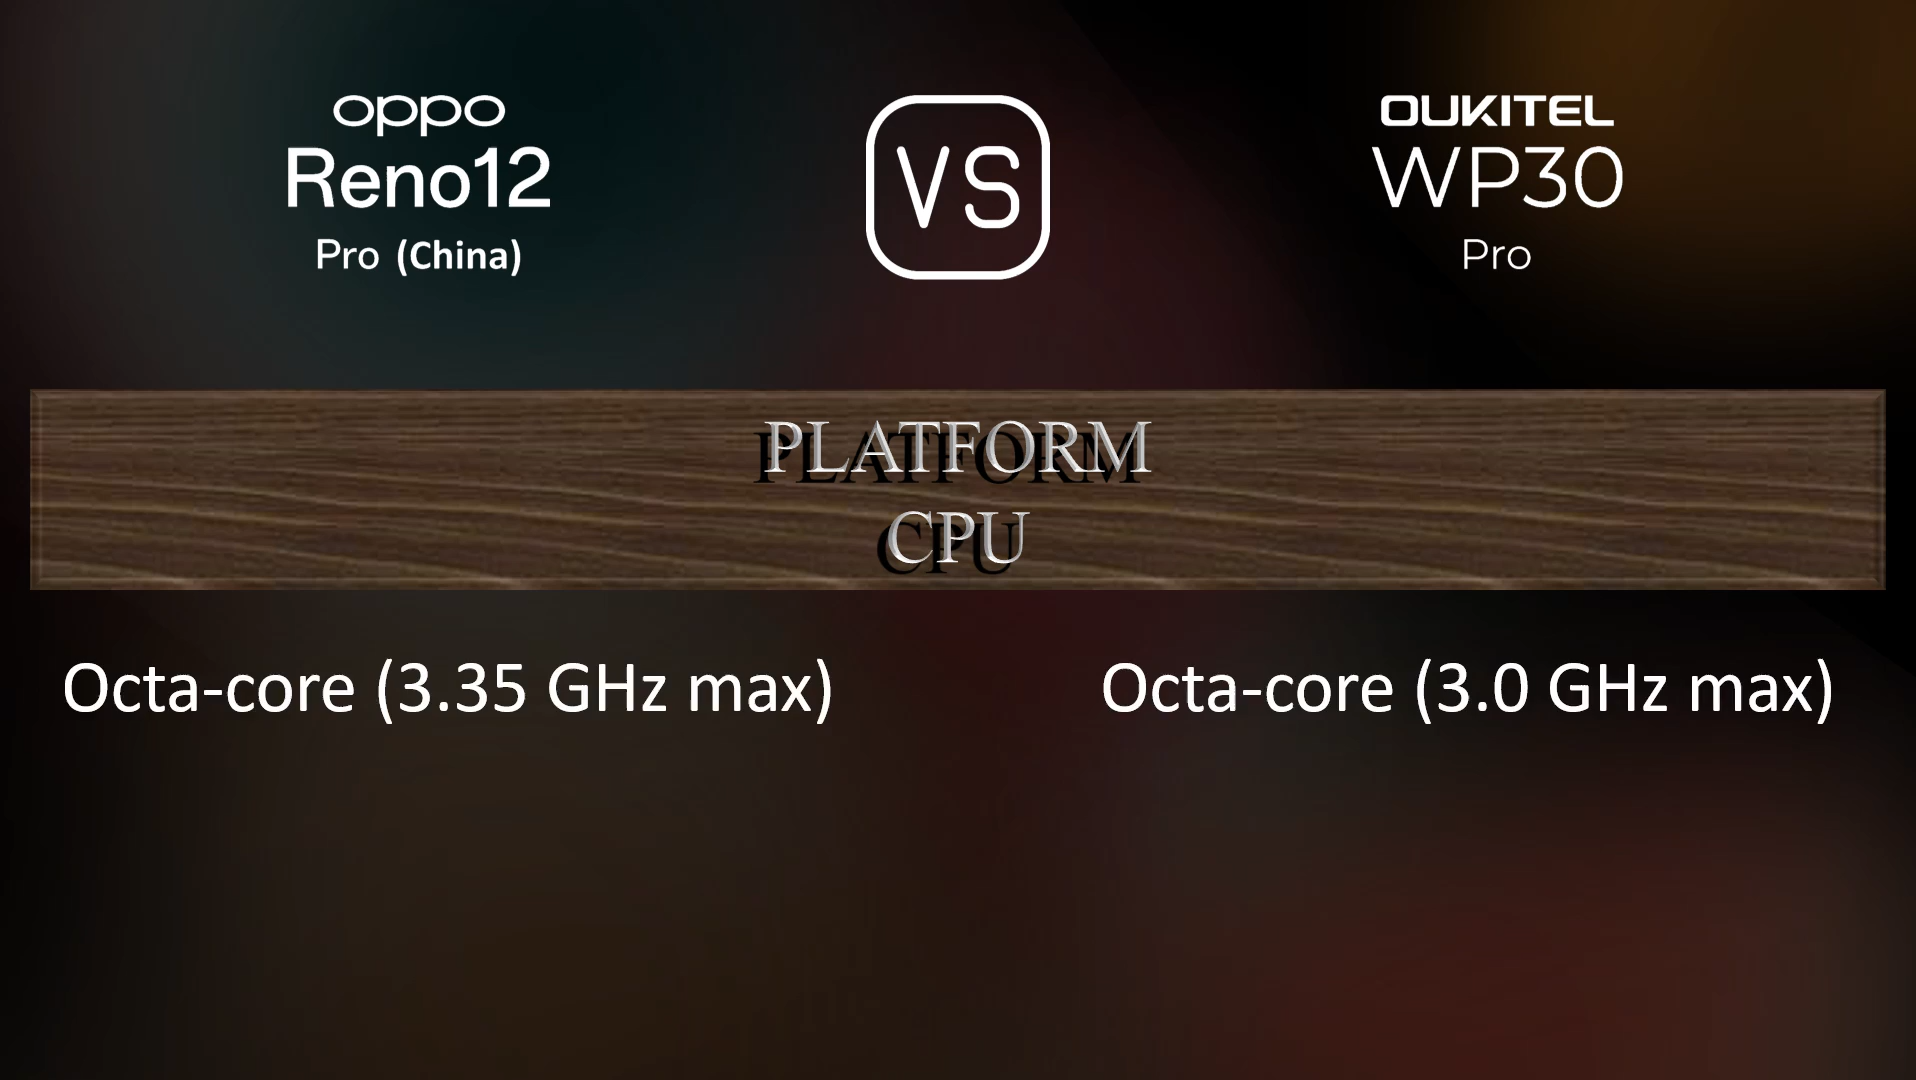 oppo
Reno12
Pro (China)
VS
OUKITEL
WP30
Pro
PLATFORM
CPU
Octa-core (3.35 GHz max)
Octa-core (3.0 GHz max)